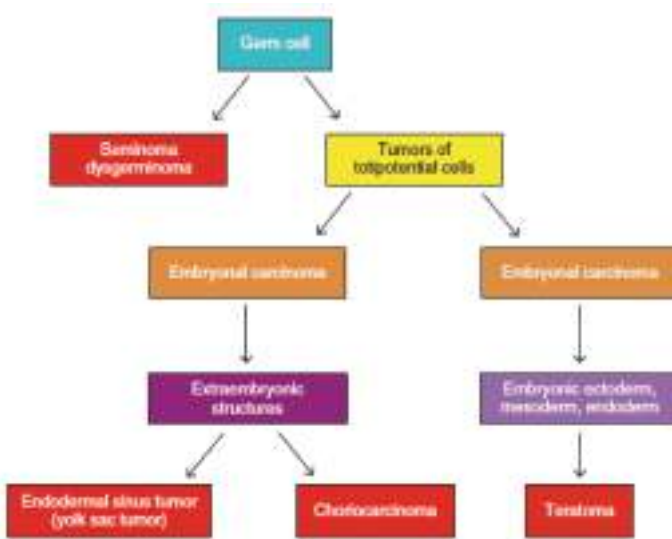 Germ cell
Seminoma
dysgerminoma
Tumors of
totipotential cells
Embryonal carcinoma
Embryonal carcinoma
Extraembryonic
structures
Embryonic ectoderm,
mesoderm, endoderm
Endodermal sinus tumor
(yolk sac tumor)
Choriocarcinoma
Teratoma